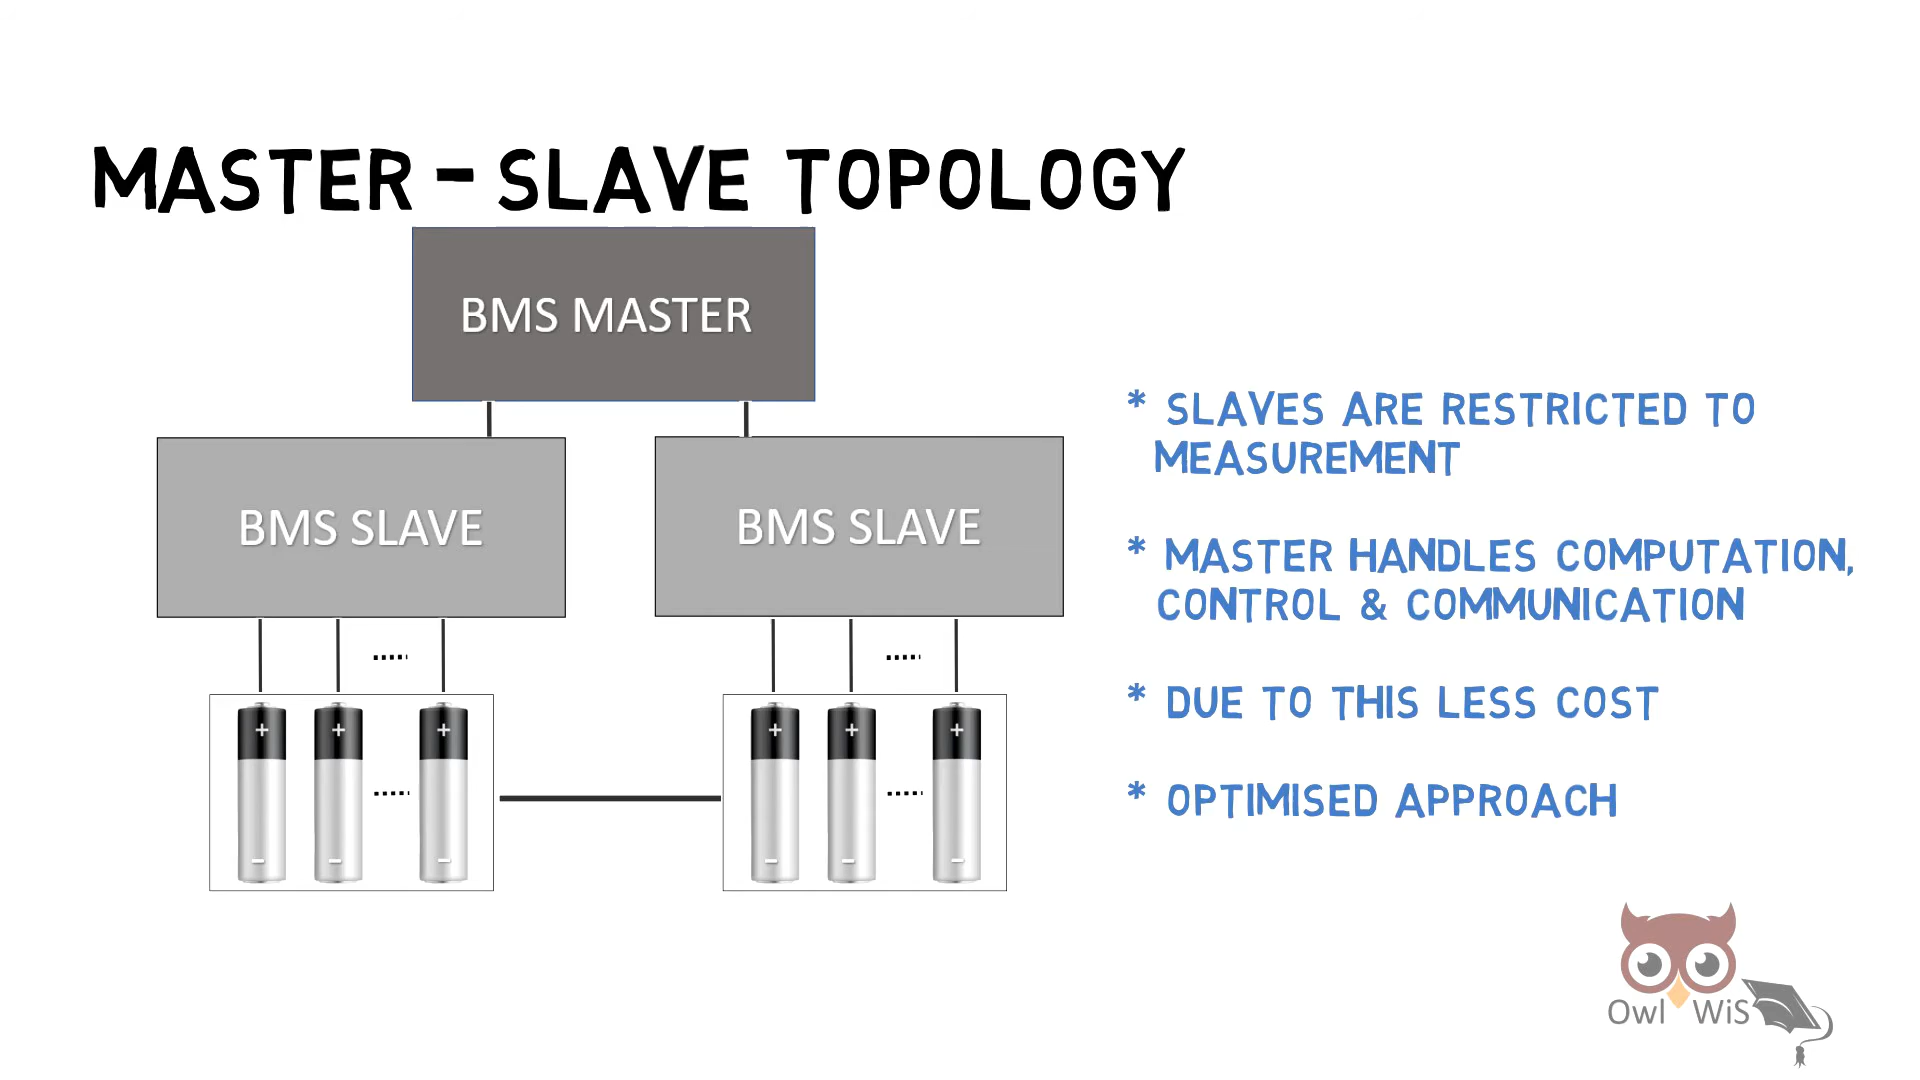 MASTER - SLAVE TOPOLOGY
BMS MASTER
BMS SLAVE
BMS SLAVE
.....
.....
+ + +
+ + +
.....
.....
- - -
- - -
* SLAVES ARE RESTRICTED TO
MEASUREMENT
* MASTER HANDLES COMPUTATION,
CONTROL & COMMUNICATION
* DUE TO THIS LESS COST
* OPTIMISED APPROACH
Owl WiS